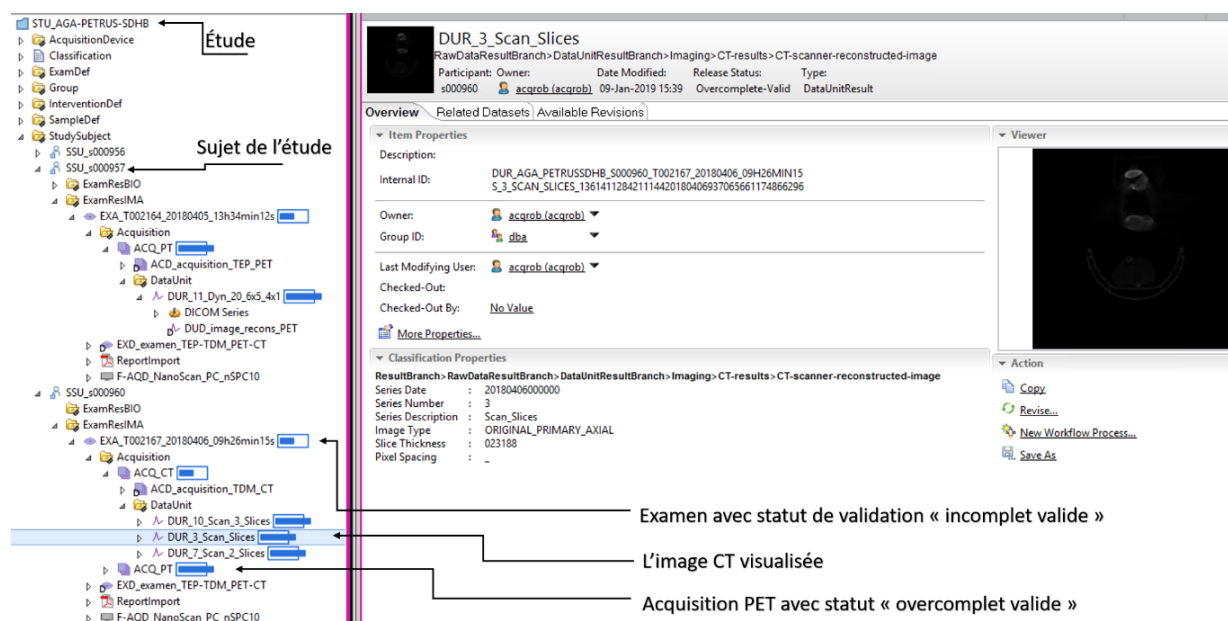 STU_AGA-PETRUS-SDHB
Étude
AcquisitionDevice
Classification
ExamDef
Group
InterventionDef
SampleDef
StudySubject
SSU_s000956
Sujet de l'étude
SSU_s000957
ExamResBIO
ExamResIMA
EXA_T002164_20180405_13h34min12s
Acquisition
ACQ_PT
ACD_acquisition_TEP_PET
DataUnit
DUR_11_Dyn_20_6x5_4x1
DICOM Series
DUD_image_recons_PET
EXD_examen_TEP-TDM_PET-CT
ReportImport
F-AQD_NanoScan_PC_nSPC10
SSU_s000960
ExamResBIO
ExamResIMA
EXA_T002167_20180406_09h26min15s
Acquisition
ACQ_CT
ACD_acquisition_TDM_CT
DataUnit
DUR_10_Scan_3_Slices
DUR_3_Scan_Slices
DUR_7_Scan_2_Slices
ACQ_PT
EXD_examen_TEP-TDM_PET-CT
ReportImport
F-AQD_NanoScan_PC_nSPC10
DUR_3_Scan_Slices
RawDataResultBranch>DataUnitResultBranch>Imaging>CT-results>CT-scanner-reconstructed-image
Participant: Owner: Date Modified: Release Status: Type:
s000960 acqrob (acqrob) 09-Jan-2019 15:39 Overcomplete-Valid DataUnitResult
Overview Related Datasets Available Revisions
Item Properties
Description:
Internal ID: DUR_AGA_PETRUSSDHB_S000960_T002167_20180406_09H26MIN15
S_3_SCAN_SLICES_136141128421114420180406937065661174866296
Owner: acqrob (acqrob)
Group ID: dba
Last Modifying User: acqrob (acqrob)
Checked-Out:
Checked-Out By: No Value
More Properties...
Classification Properties
ResultBranch>RawDataResultBranch>DataUnitResultBranch>Imaging>CT-results>CT-scanner-reconstructed-image
Series Date : 20180406000000
Series Number : 3
Series Description : Scan_Slices
Image Type : ORIGINAL_PRIMARY_AXIAL
Slice Thickness : 023188
Pixel Spacing : _
Viewer
Action
Copy
Revise...
New Workflow Process...
Save As
Examen avec statut de validation « incomplet valide »
L'image CT visualisée
Acquisition PET avec statut « overcomplet valide »